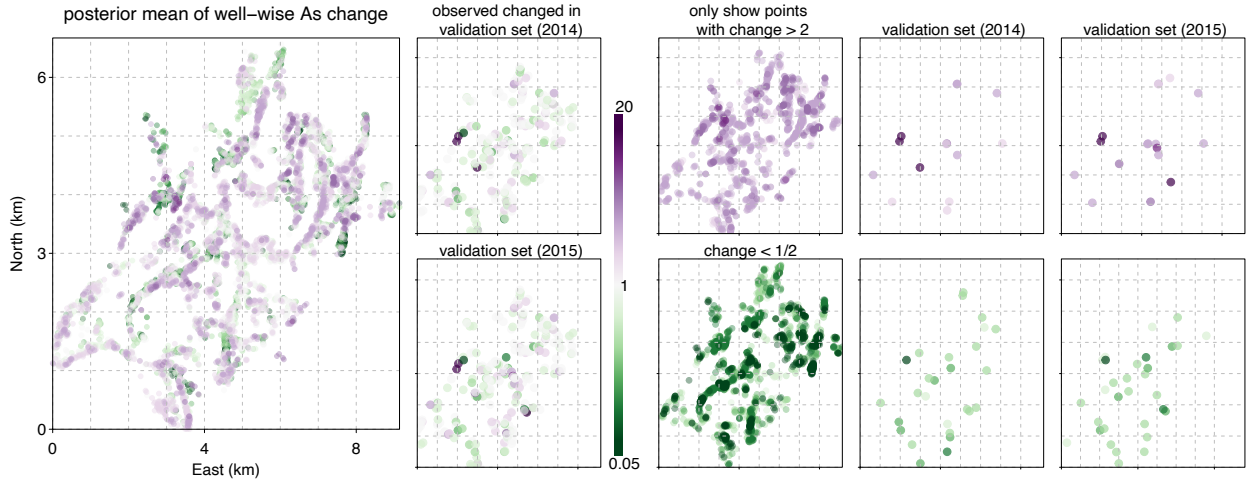 posterior mean of well−wise As change
6
3
0
0
4
8
North (km)
East (km)
observed changed in
validation set (2014)
validation set (2015)
20
1
0.05
only show points
with change > 2
validation set (2014)
validation set (2015)
change < 1/2